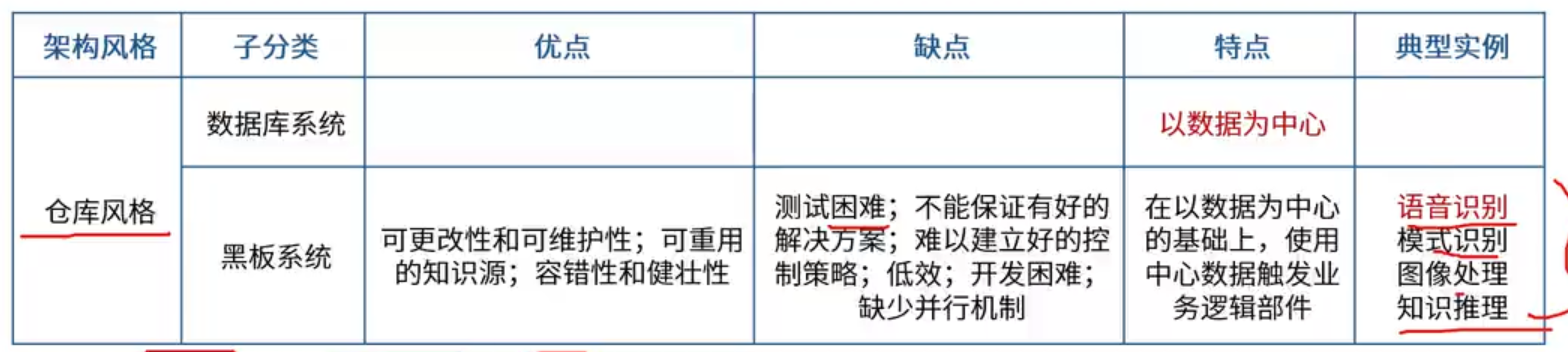 架构风格 子分类 优点 缺点 特点 典型实例
数据库系统 以数据为中心
仓库风格
黑板系统
可更改性和可维护性；可重用
的知识源；容错性和健壮性
测试困难；不能保证有好的
解决方案；难以建立好的控
制策略；低效；开发困难；
缺少并行机制
在以数据为中心
的基础上，使用
中心数据触发业
务逻辑部件
语音识别
模式识别
图像处理
知识推理